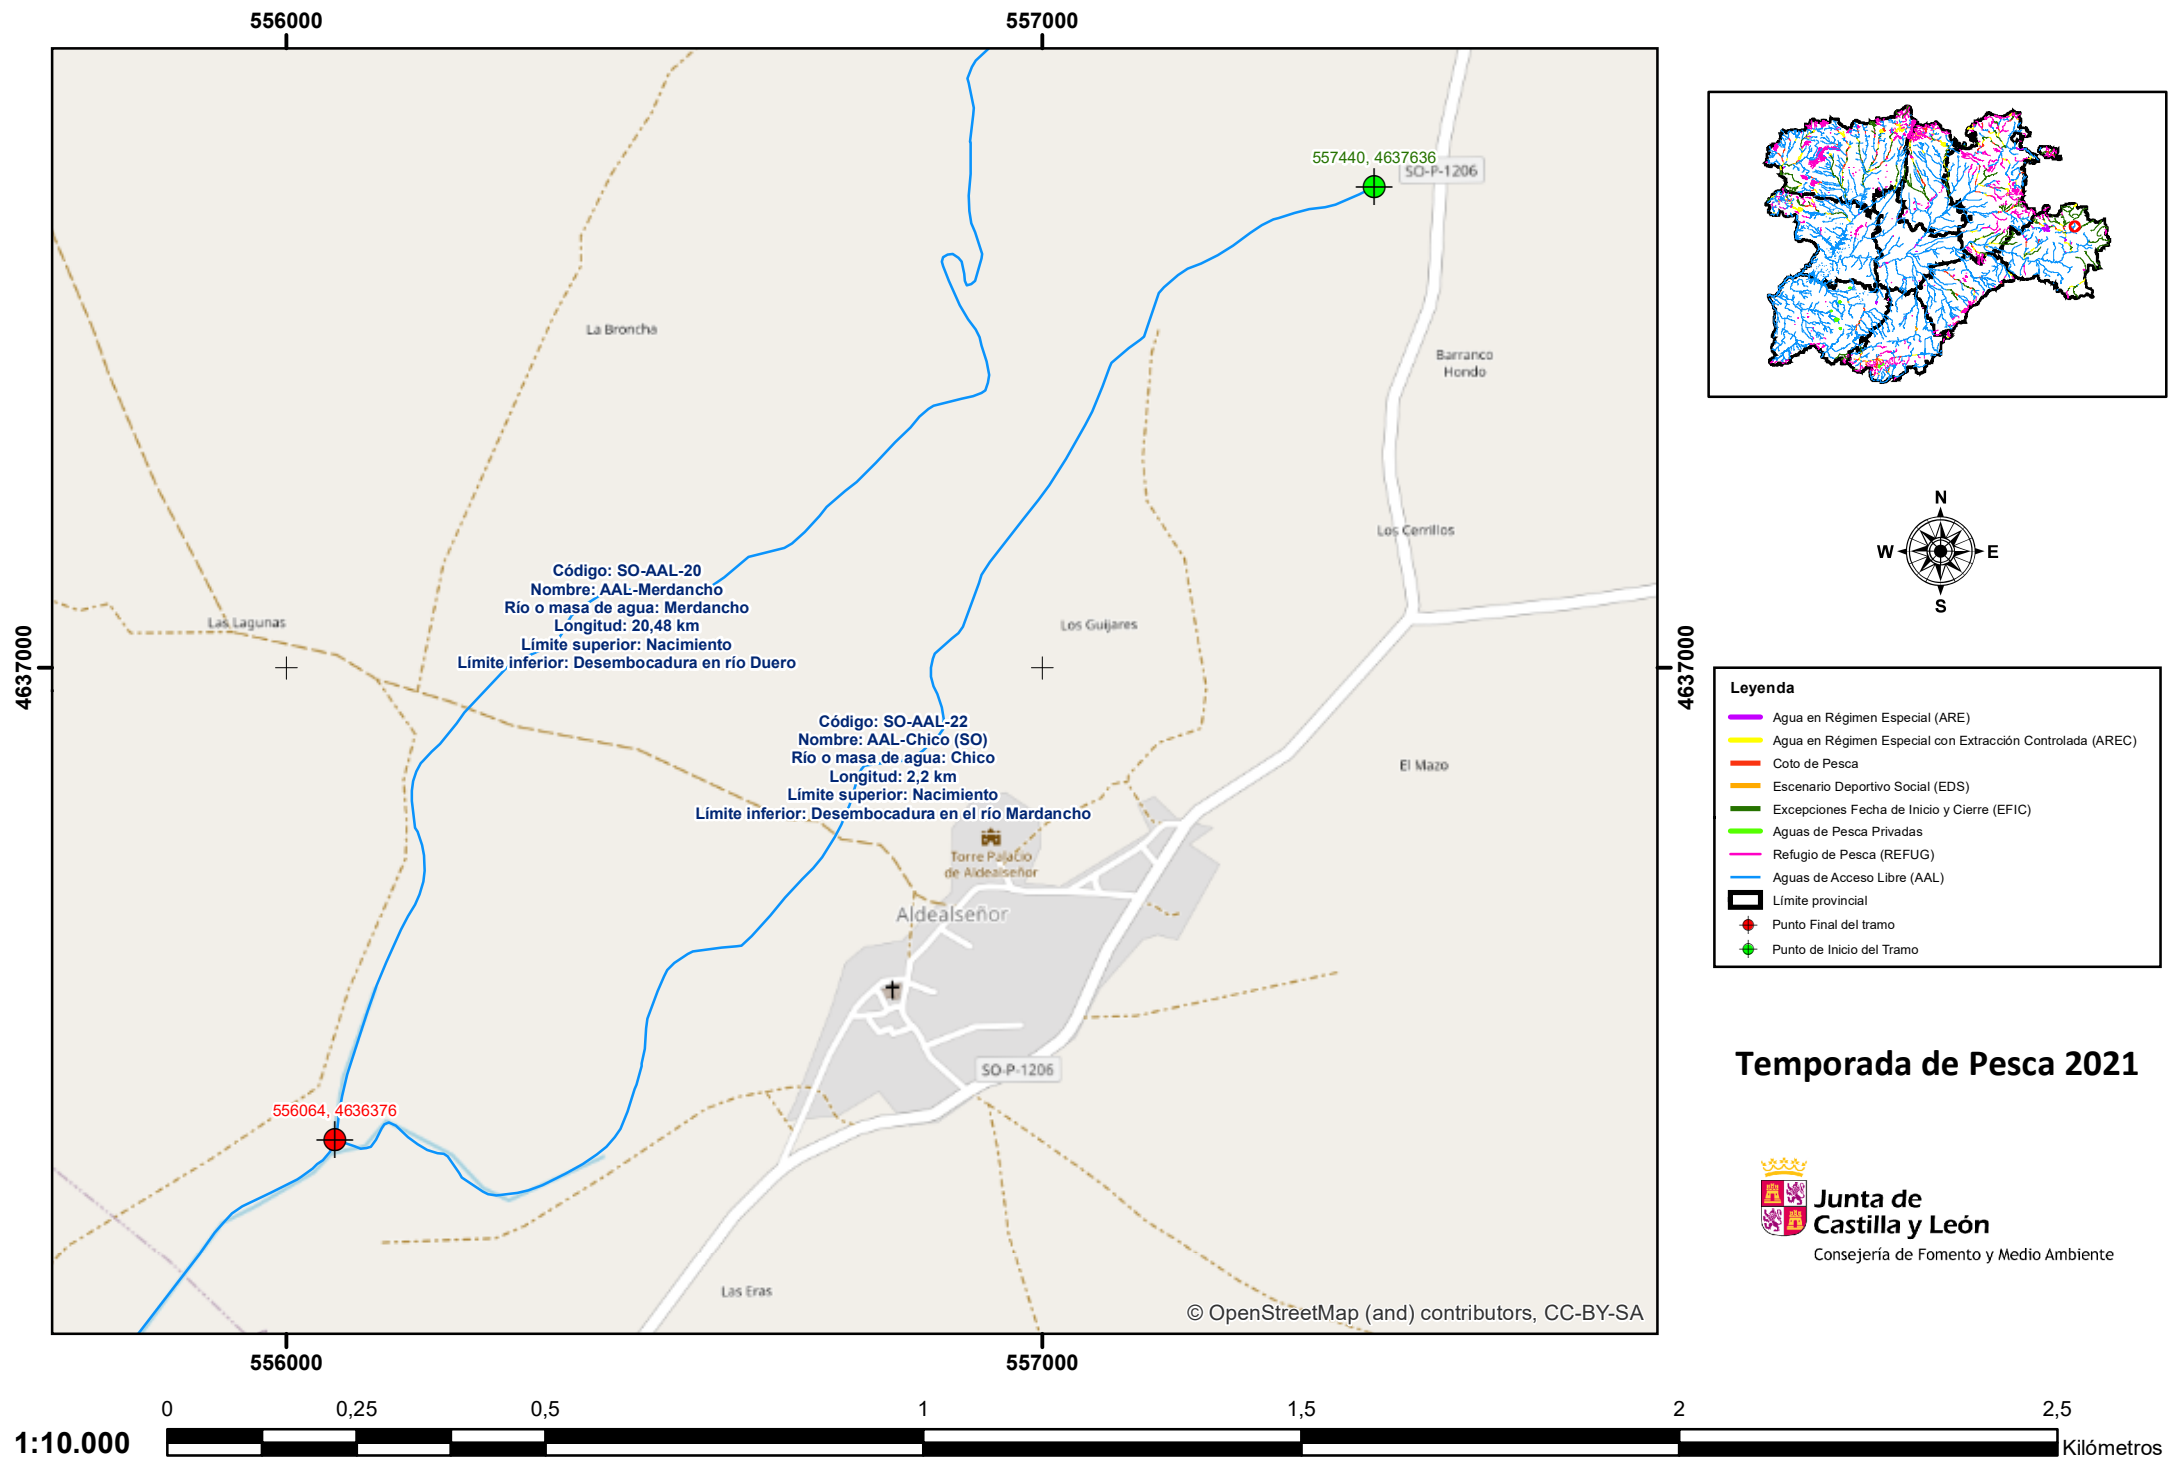 556000
557000
557440, 4637636
SO-P-1206
La Broncha
Barranco
Hondo
Los Cerrillos
Código: SO-AAL-20
Nombre: AAL-Merdancho
Río o masa de agua: Merdancho
Longitud: 20,48 km
Límite superior: Nacimiento
Límite inferior: Desembocadura en río Duero
Las Lagunas
Los Guijares
4637000
4637000
Código: SO-AAL-22
Nombre: AAL-Chico (SO)
Río o masa de agua: Chico
Longitud: 2,2 km
Límite superior: Nacimiento
Límite inferior: Desembocadura en el río Mardancho
El Mazo
Torre Palacio
de Aldealseñor
Aldealseñor
SO-P-1206
556064, 4636376
Las Eras
© OpenStreetMap (and) contributors, CC-BY-SA
556000
557000
N
W
E
S
Leyenda
Agua en Régimen Especial (ARE)
Agua en Régimen Especial con Extracción Controlada (AREC)
Coto de Pesca
Escenario Deportivo Social (EDS)
Excepciones Fecha de Inicio y Cierre (EFIC)
Aguas de Pesca Privadas
Refugio de Pesca (REFUG)
Aguas de Acceso Libre (AAL)
Límite provincial
Punto Final del tramo
Punto de Inicio del Tramo
Temporada de Pesca 2021
Junta de
Castilla y León
Consejería de Fomento y Medio Ambiente
0
0,25
0,5
1
1,5
2
2,5
1:10.000
Kilómetros